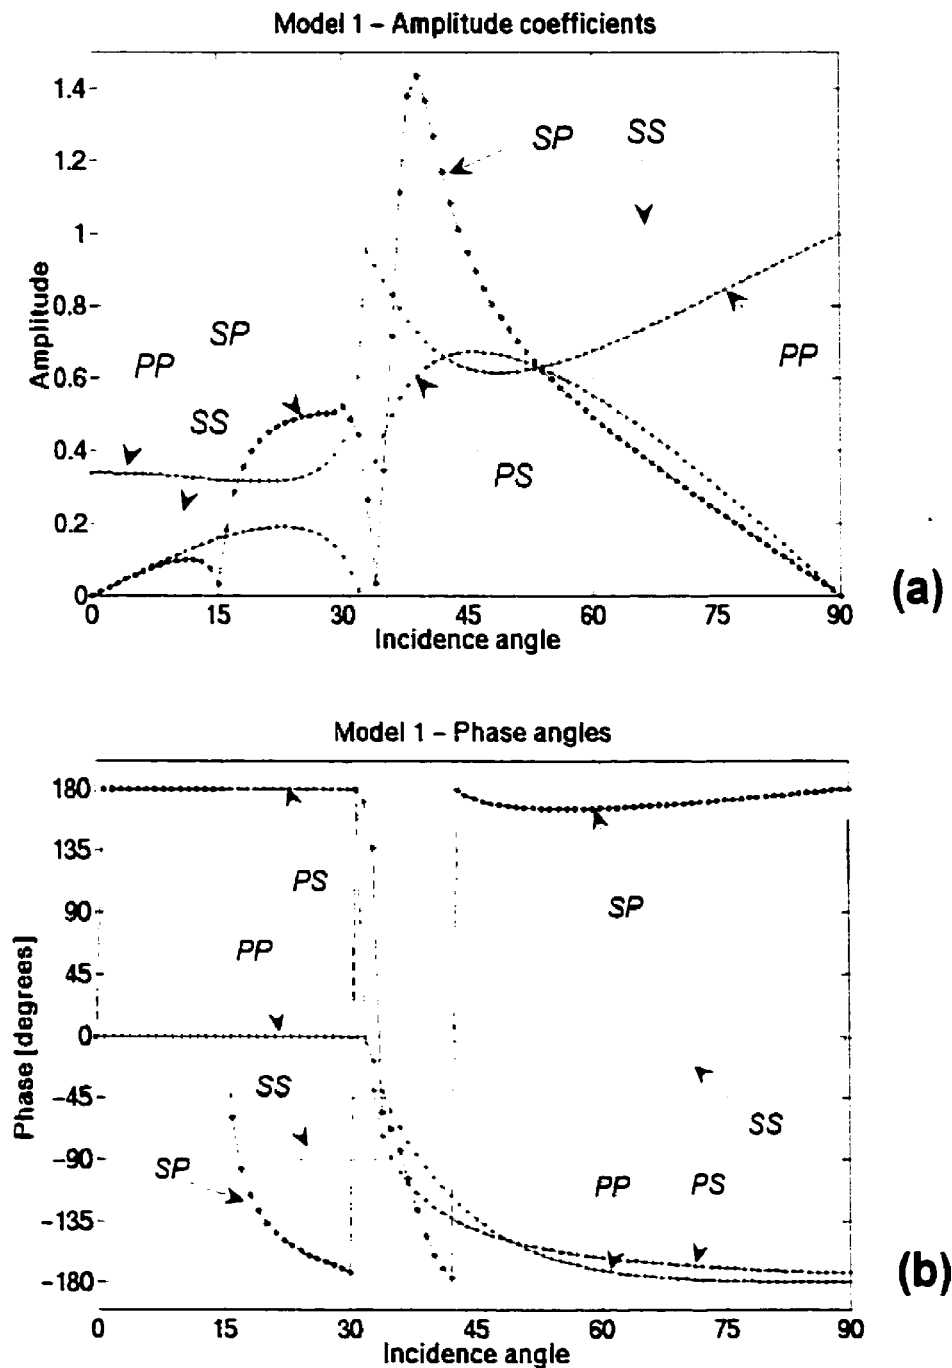 Model 1 – Amplitude coefficients
Amplitude
1.4
1.2
1
0.8
0.6
0.4
0.2
0
SP
SS
SP
PP
PP
SS
PS
0 15 30 45 60 75 90
Incidence angle
(a)
Model 1 – Phase angles
Phase [degrees]
180
135
90
45
0
-45
-90
-135
-180
PS
SP
PP
SS
SS
SP
PP
PS
0 15 30 45 60 75 90
Incidence angle
(b)